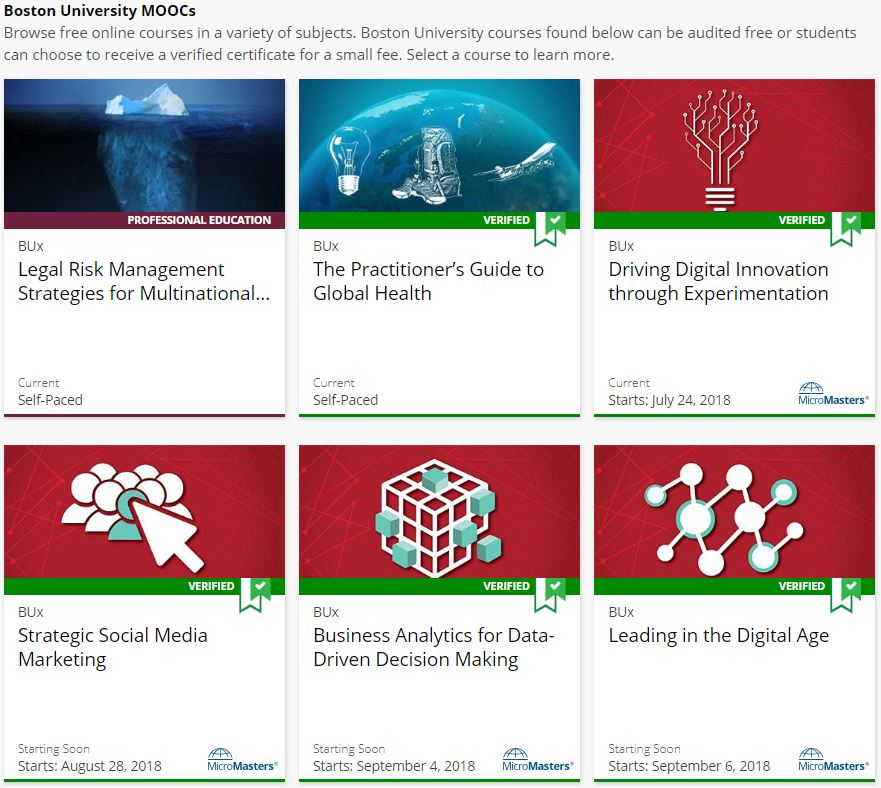 Boston University MOOCs
Browse free online courses in a variety of subjects. Boston University courses found below can be audited free or students
can choose to receive a verified certificate for a small fee. Select a course to learn more.
PROFESSIONAL EDUCATION
BUx
Legal Risk Management
Strategies for Multinational...
Current
Self-Paced
VERIFIED
BUx
The Practitioner’s Guide to
Global Health
Current
Self-Paced
VERIFIED
BUx
Driving Digital Innovation
through Experimentation
Current
Starts: July 24, 2018
MicroMasters®
VERIFIED
BUx
Strategic Social Media
Marketing
Starting Soon
Starts: August 28, 2018
MicroMasters®
VERIFIED
BUx
Business Analytics for Data-
Driven Decision Making
Starting Soon
Starts: September 4, 2018
MicroMasters®
VERIFIED
BUx
Leading in the Digital Age
Starting Soon
Starts: September 6, 2018
MicroMasters®